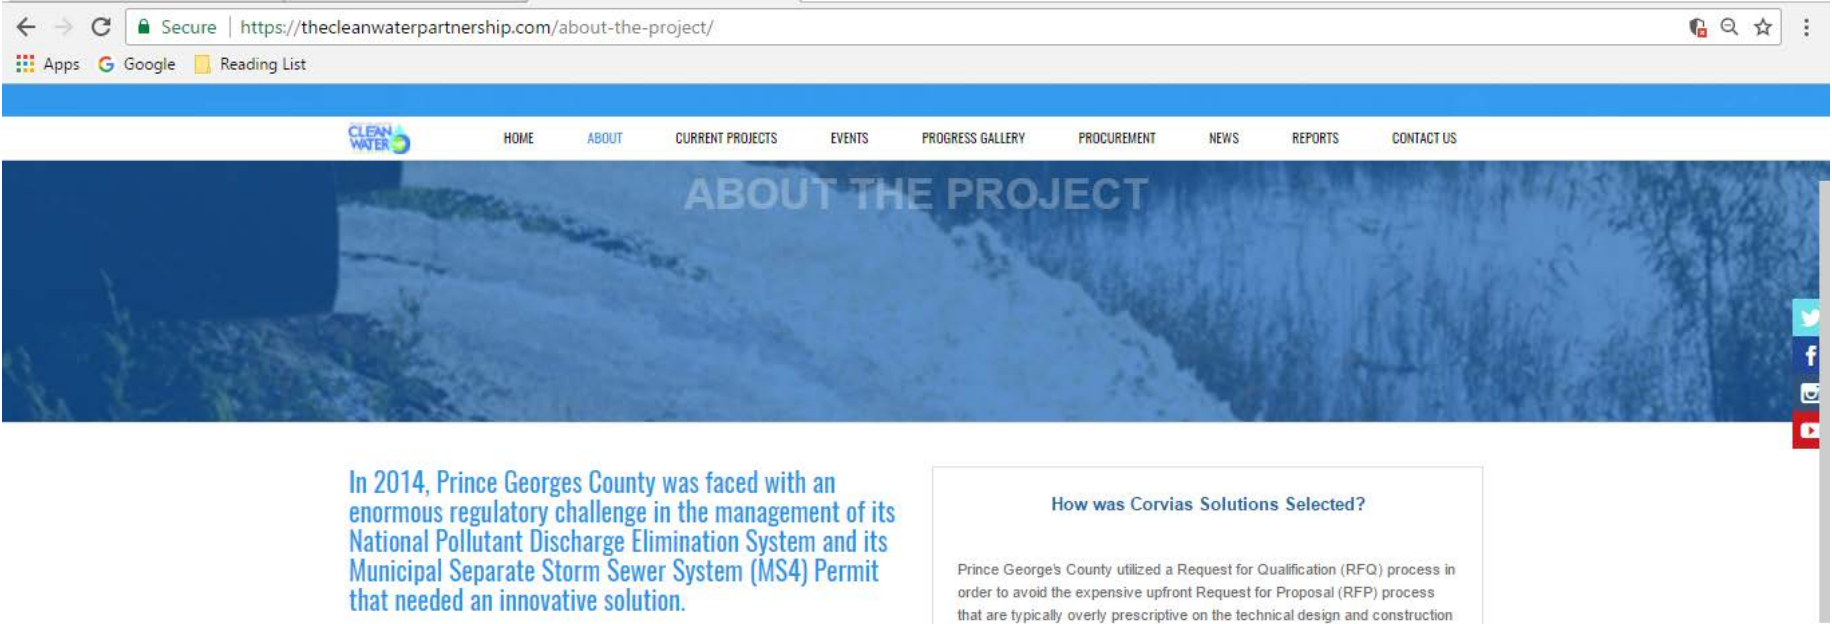 Secure | https://thecleanwaterpartnership.com/about-the-project/
Apps Google Reading List
CLEAN WATER HOME ABOUT CURRENT PROJECTS EVENTS PROGRESS GALLERY PROCUREMENT NEWS REPORTS CONTACT US
ABOUT THE PROJECT
In 2014, Prince Georges County was faced with an
enormous regulatory challenge in the management of its
National Pollutant Discharge Elimination System and its
Municipal Separate Storm Sewer System (MS4) Permit
that needed an innovative solution.
How was Corvias Solutions Selected?
Prince George's County utilized a Request for Qualification (RFQ) process in
order to avoid the expensive upfront Request for Proposal (RFP) process
that are typically overly prescriptive on the technical design and construction